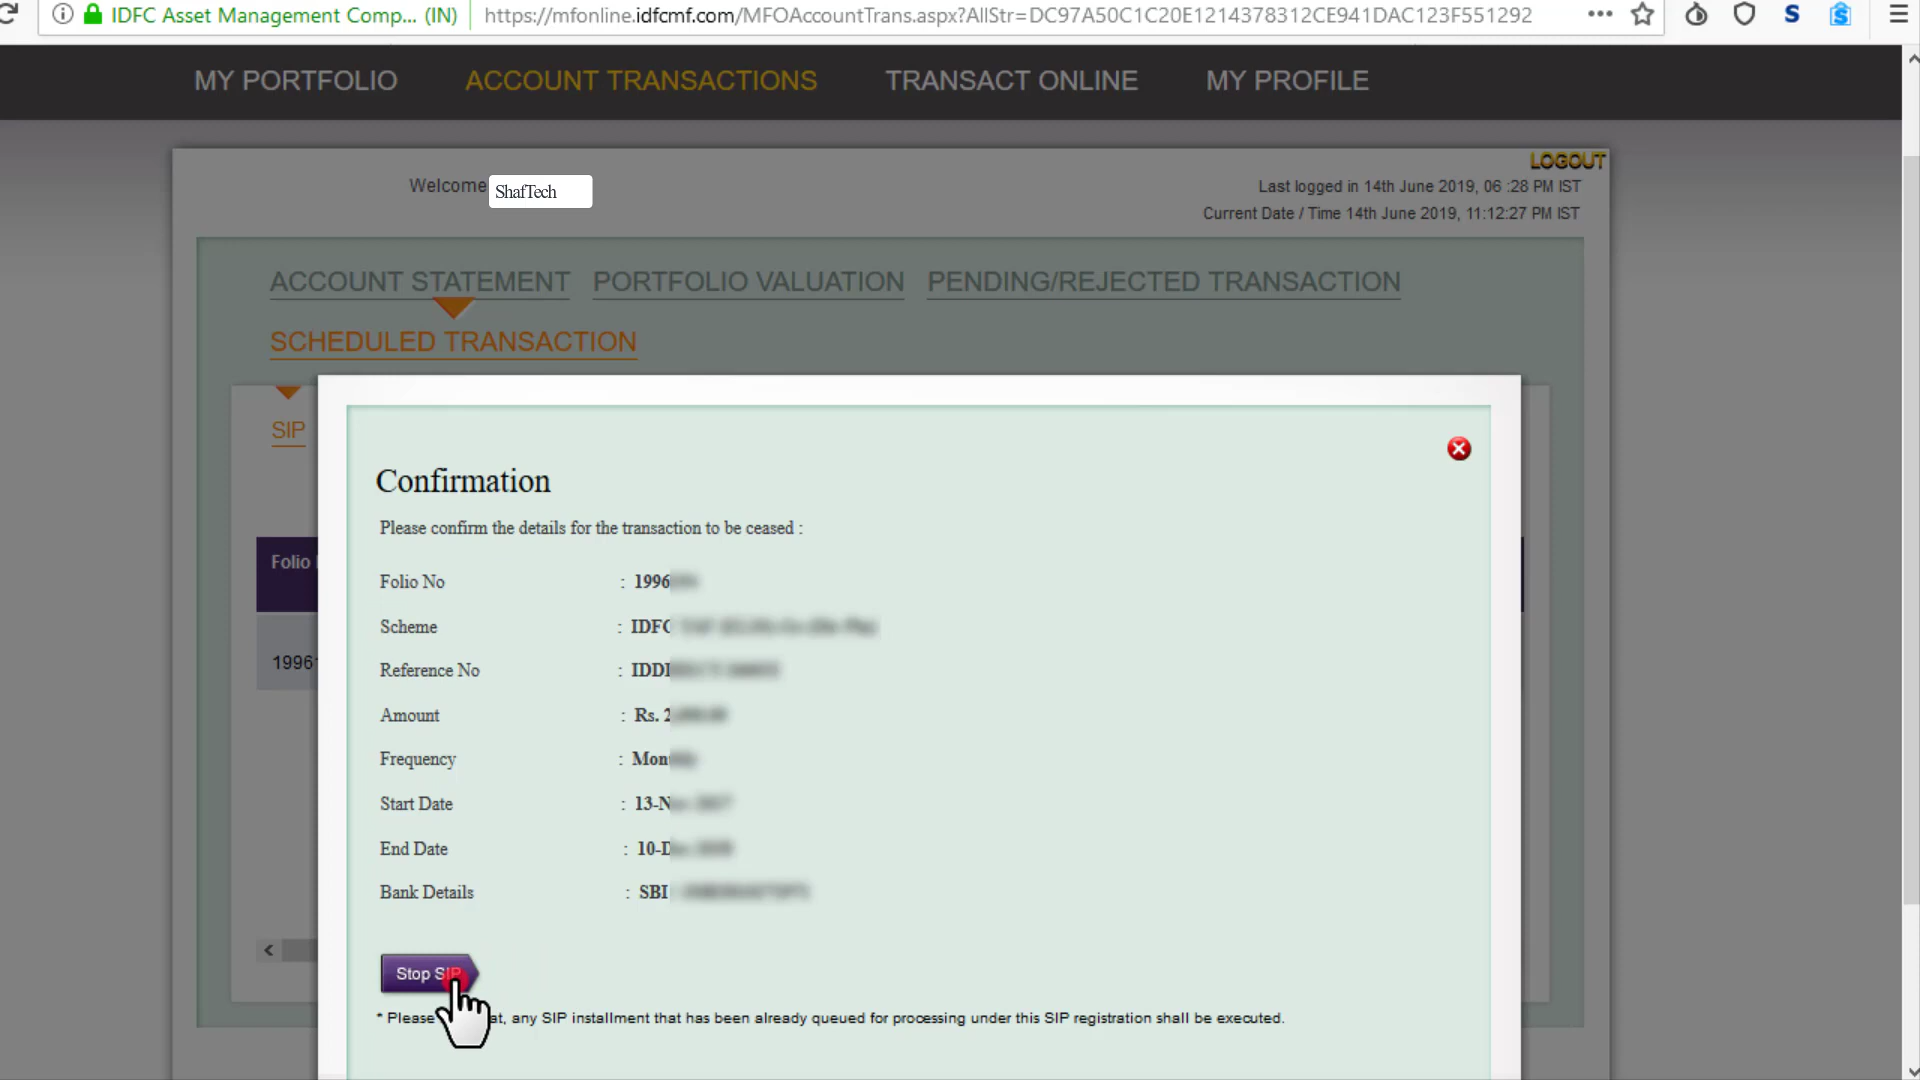 IDFC Asset Management Comp... (IN) https://mfonline.idfcmf.com/MFOAccountTrans.aspx?AllStr=DC97A50C1C20E1214378312CE941DAC123F551292
MY PORTFOLIO ACCOUNT TRANSACTIONS TRANSACT ONLINE MY PROFILE
LOGOUT
Welcome ShafTech
Last logged in 14th June 2019, 06 :28 PM IST
Current Date / Time 14th June 2019, 11:12:27 PM IST
ACCOUNT STATEMENT PORTFOLIO VALUATION PENDING/REJECTED TRANSACTION
SCHEDULED TRANSACTION
SIP
Folio
1996
Confirmation
Please confirm the details for the transaction to be ceased :
Folio No : 1996
Scheme : IDFC
Reference No :
Amount : Rs. 2
Frequency : Mon
Start Date : 13-N
End Date : 10-D
Bank Details : SBI
Stop SIP
* Please at, any SIP installment that has been already queued for processing under this SIP registration shall be executed.